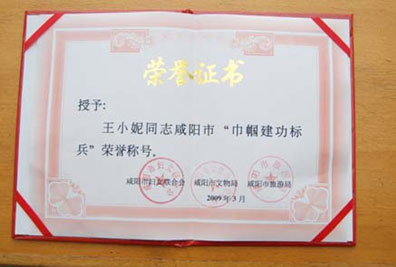 荣誉证书
授予:
王小妮同志咸阳市“巾帼建功标
兵”荣誉称号.
咸阳市妇女联合会 咸阳市文物局 咸阳市旅游局
2009年3月